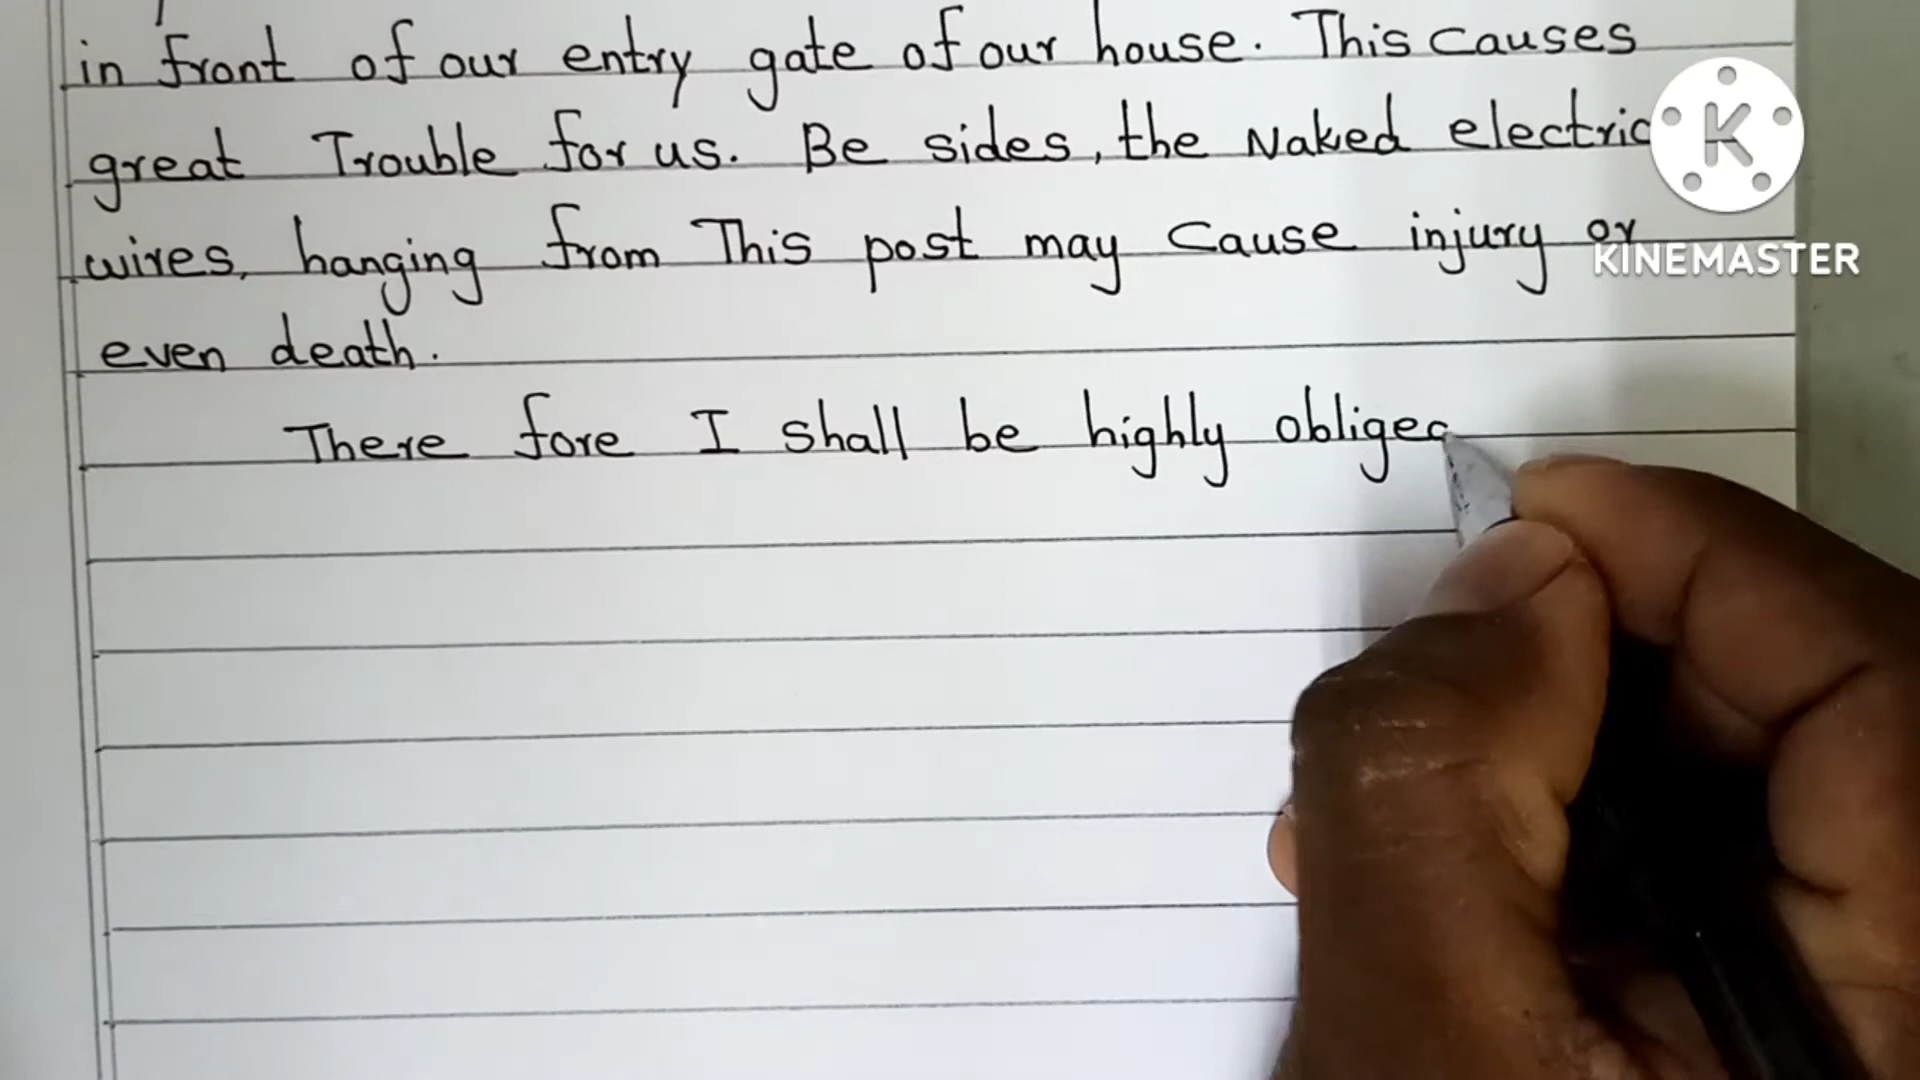 in front of our entry gate of our house. This causes
great Trouble for us. Be sides, the Naked electric
wires, hanging from This post may cause injury or
even death.
There fore I shall be highly obliged
K
KINEMASTER